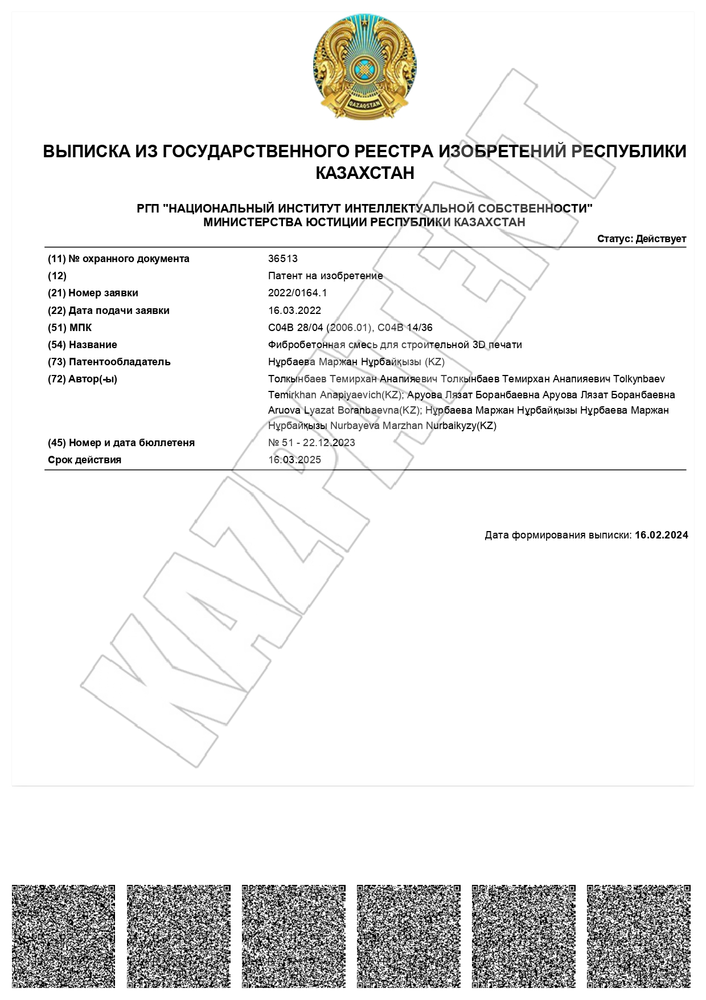 QAZAQSTAN
ВЫПИСКА ИЗ ГОСУДАРСТВЕННОГО РЕЕСТРА ИЗОБРЕТЕНИЙ РЕСПУБЛИКИ
КАЗАХСТАН
РГП "НАЦИОНАЛЬНЫЙ ИНСТИТУТ ИНТЕЛЛЕКТУАЛЬНОЙ СОБСТВЕННОСТИ"
МИНИСТЕРСТВА ЮСТИЦИИ РЕСПУБЛИКИ КАЗАХСТАН
Статус: Действует
(11) № охранного документа 36513
(12) Патент на изобретение
(21) Номер заявки 2022/0164.1
(22) Дата подачи заявки 16.03.2022
(51) МПК C04B 28/04 (2006.01), C04B 14/36
(54) Название Фибробетонная смесь для строительной 3D печати
(73) Патентообладатель Нұрбаева Маржан Нұрбайқызы (KZ)
(72) Автор(-ы) Толкынбаев Темирхан Анапияевич Толкынбаев Темирхан Анапияевич Tolkynbaev
Temirkhan Anapiyaevich(KZ); Аруова Лязат Боранбаевна Аруова Лязат Боранбаевна
Aruova Lyazat Boranbaevna(KZ); Нұрбаева Маржан Нұрбайқызы Нұрбаева Маржан
Нұрбайқызы Nurbayeva Marzhan Nurbaikyzy(KZ)
(45) Номер и дата бюллетеня № 51 - 22.12.2023
Срок действия 16.03.2025
Дата формирования выписки: 16.02.2024
KAZPATENT